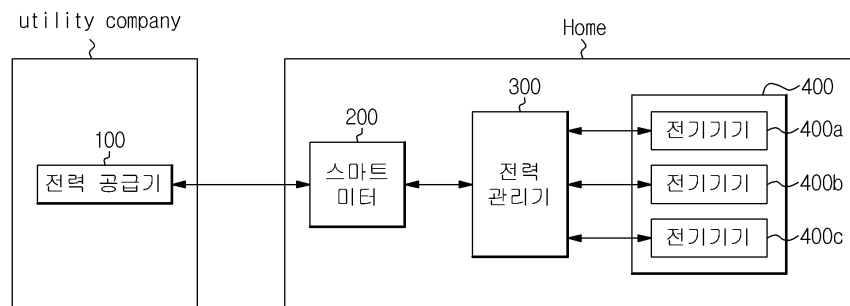 utility company
Home
100
전력 공급기
200
스마트
미터
300
전력
관리기
400
전기기기
400a
전기기기
400b
전기기기
400c